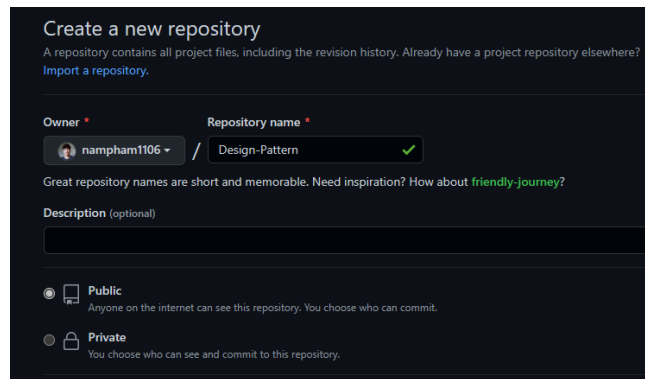 Create a new repository
A repository contains all project files, including the revision history. Already have a project repository elsewhere?
Import a repository.
Owner *
Repository name *
nampham1106
/
Design-Pattern
Great repository names are short and memorable. Need inspiration? How about friendly-journey?
Description (optional)
Public
Anyone on the internet can see this repository. You choose who can commit.
Private
You choose who can see and commit to this repository.